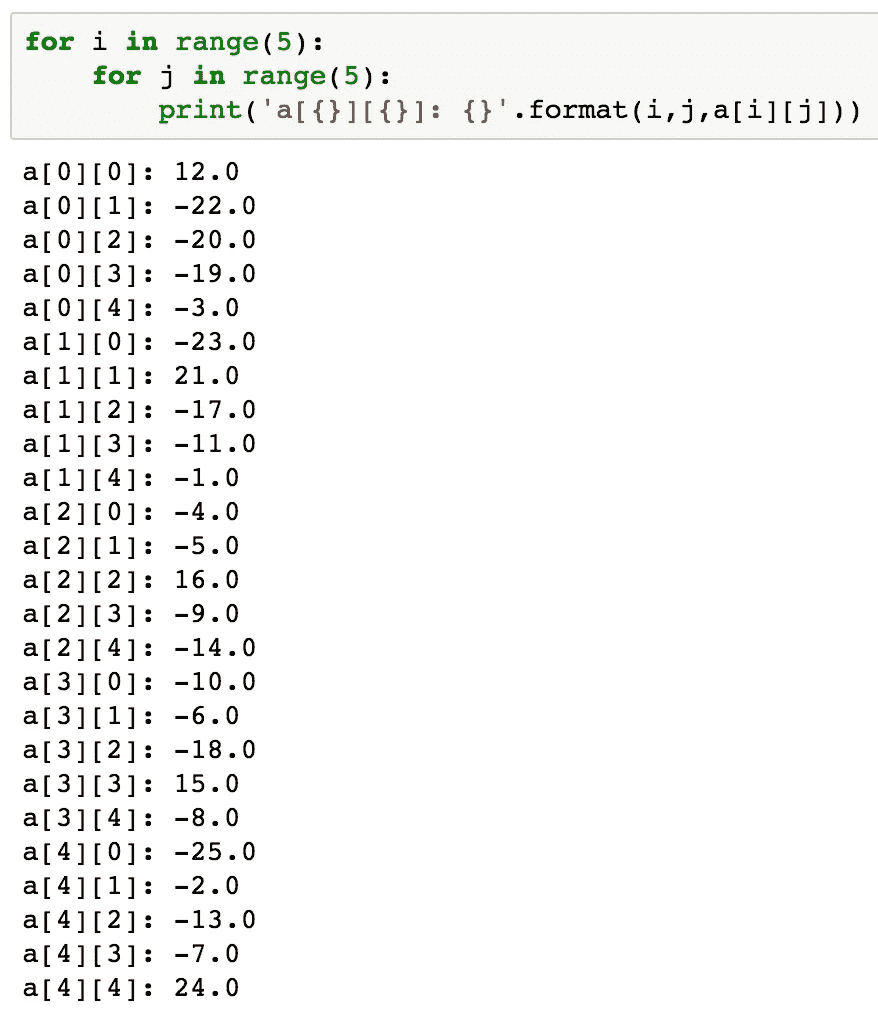 for i in range(5):
    for j in range(5):
        print('a[{}][{}]: {}'.format(i,j,a[i][j]))
a[0][0]: 12.0
a[0][1]: -22.0
a[0][2]: -20.0
a[0][3]: -19.0
a[0][4]: -3.0
a[1][0]: -23.0
a[1][1]: 21.0
a[1][2]: -17.0
a[1][3]: -11.0
a[1][4]: -1.0
a[2][0]: -4.0
a[2][1]: -5.0
a[2][2]: 16.0
a[2][3]: -9.0
a[2][4]: -14.0
a[3][0]: -10.0
a[3][1]: -6.0
a[3][2]: -18.0
a[3][3]: 15.0
a[3][4]: -8.0
a[4][0]: -25.0
a[4][1]: -2.0
a[4][2]: -13.0
a[4][3]: -7.0
a[4][4]: 24.0